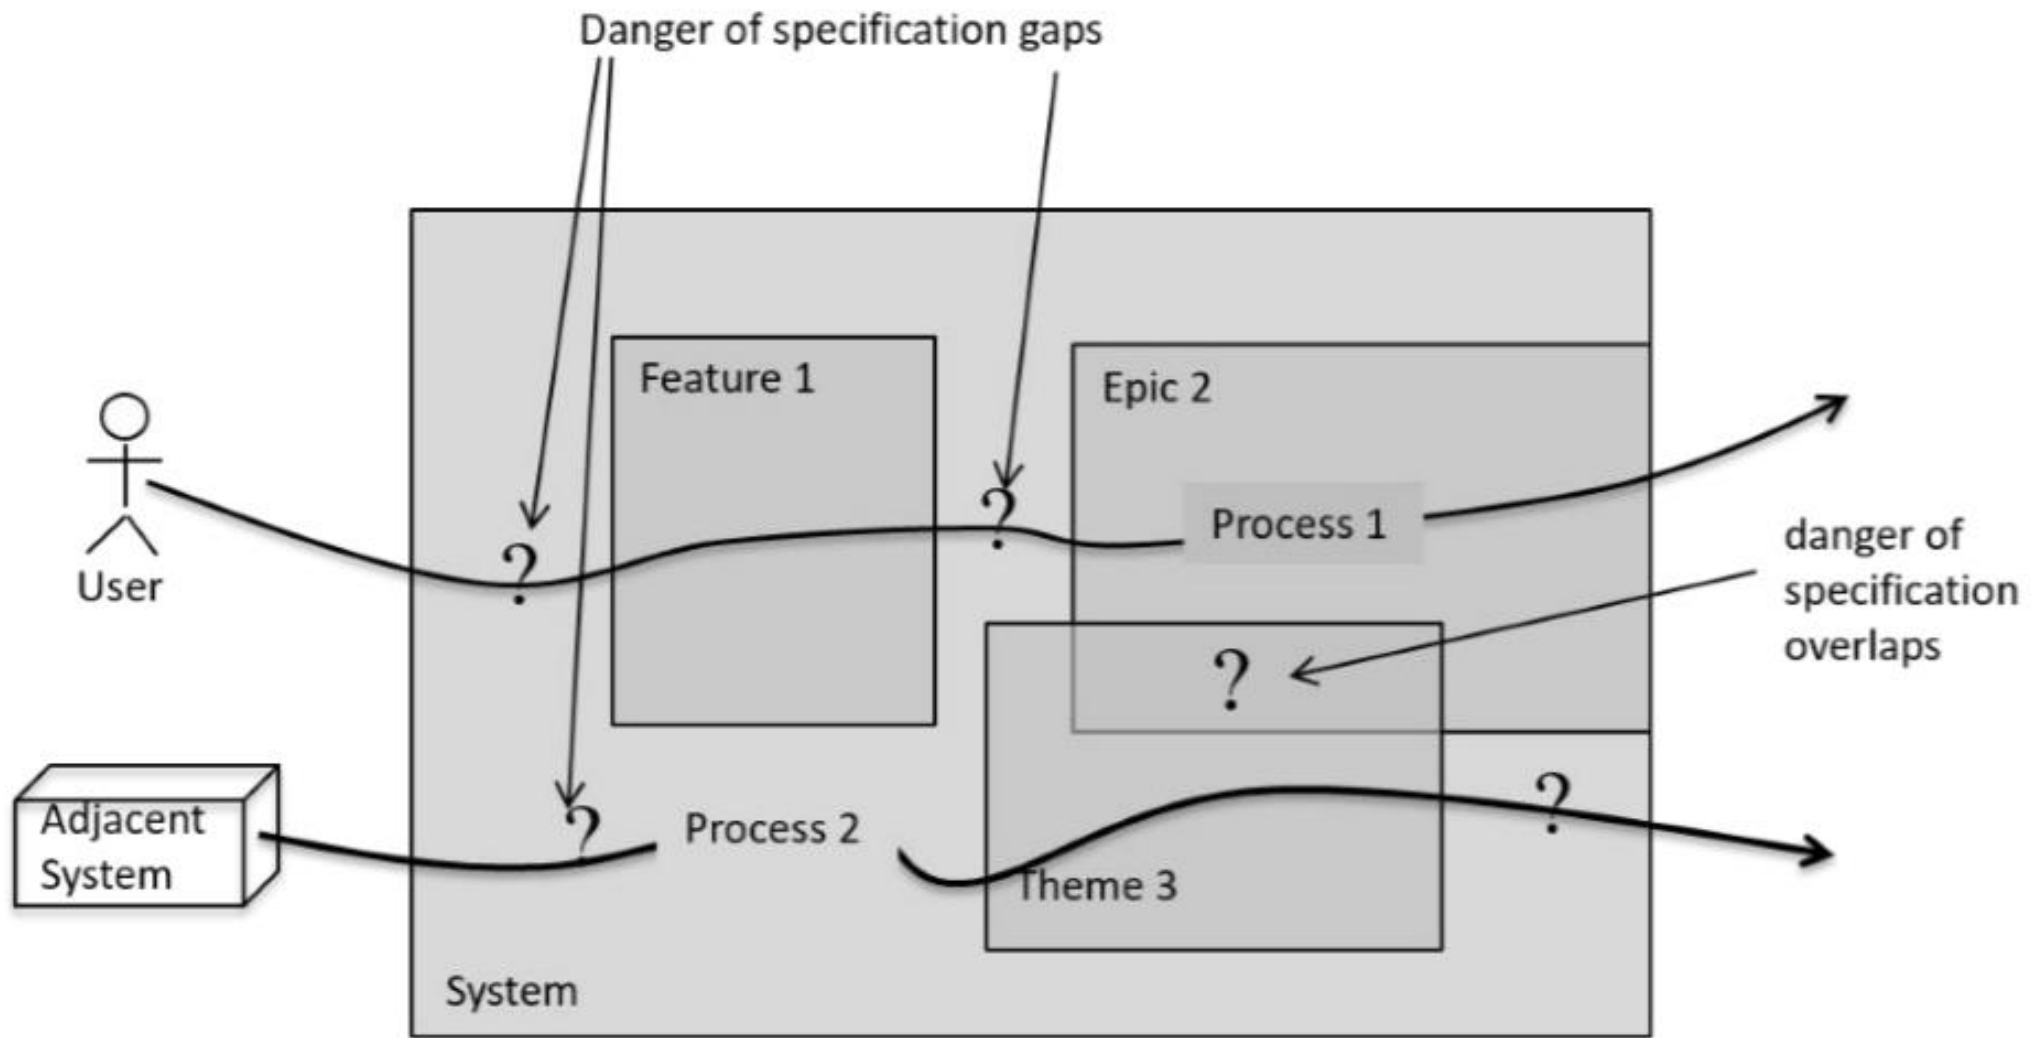 Danger of specification gaps
Feature 1
Epic 2
?
Process 1
?
User
danger of
specification
overlaps
?
Adjacent
System
?
Process 2
?
Theme 3
System